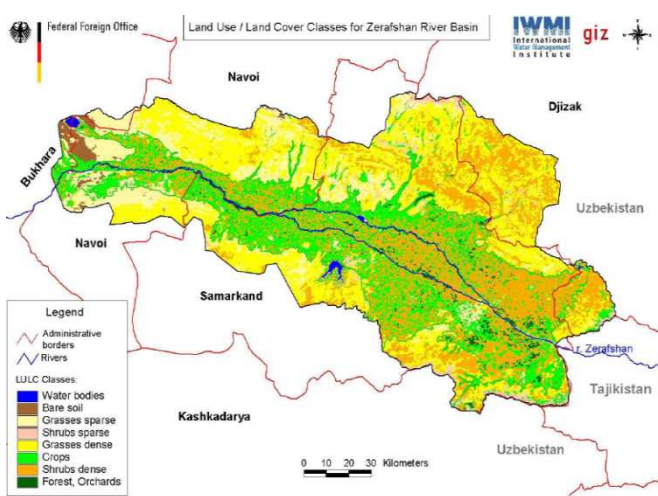 Federal Foreign Office
Land Use / Land Cover Classes for Zerafshan River Basin
IWMI
International
Water Management
Institute
giz
Navoi
Djizak
Bukhara
Uzbekistan
Navoi
Samarkand
r. Zerafshan
Tajikistan
Kashkadarya
Uzbekistan
Legend
Administrative
borders
Rivers
LULC Classes:
Water bodies
Bare soil
Grasses sparse
Shrubs sparse
Grasses dense
Crops
Shrubs dense
Forest, Orchards
0 10 20 30 Kilometers